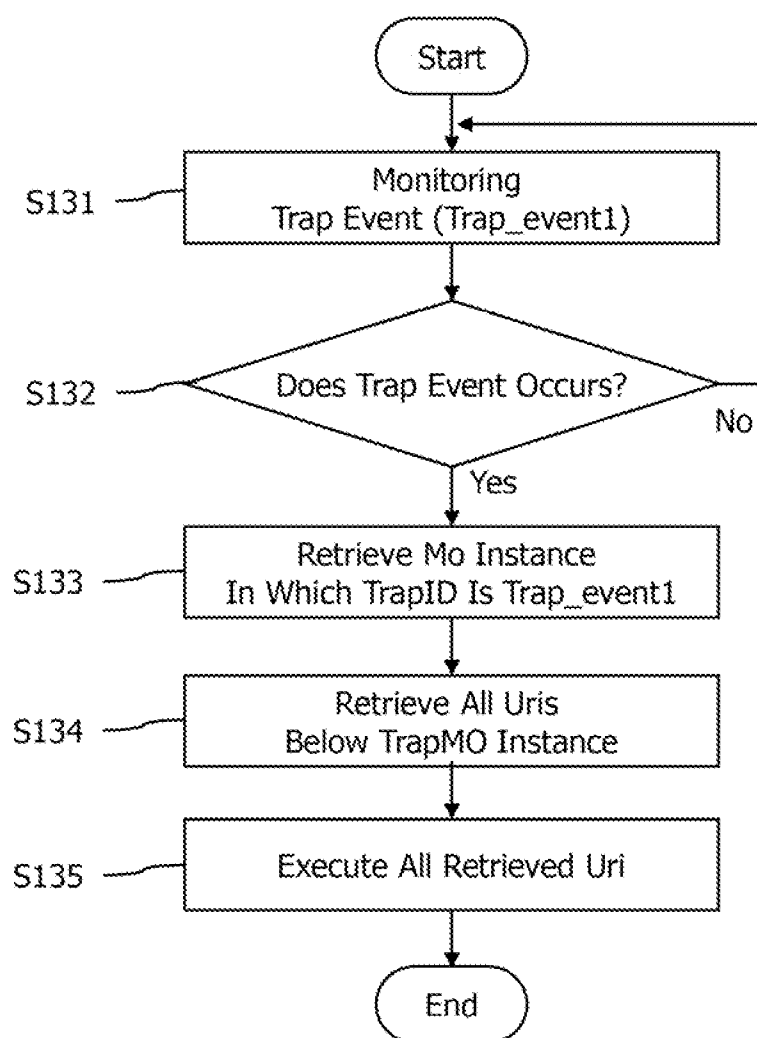 Start
S131
Monitoring
Trap Event (Trap_event1)
S132
Does Trap Event Occurs?
No
Yes
S133
Retrieve Mo Instance
In Which TrapID Is Trap_event1
S134
Retrieve All Uris
Below TrapMO Instance
S135
Execute All Retrieved Uri
End